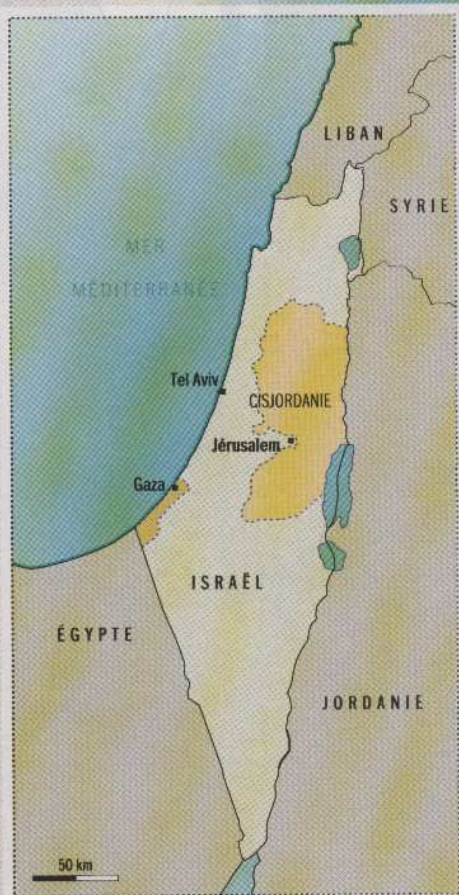 LIBAN
SYRIE
MER
MÉDITERRANÉE
Tel Aviv
CISJORDANIE
Jérusalem
Gaza
ISRAËL
ÉGYPTE
JORDANIE
50 km